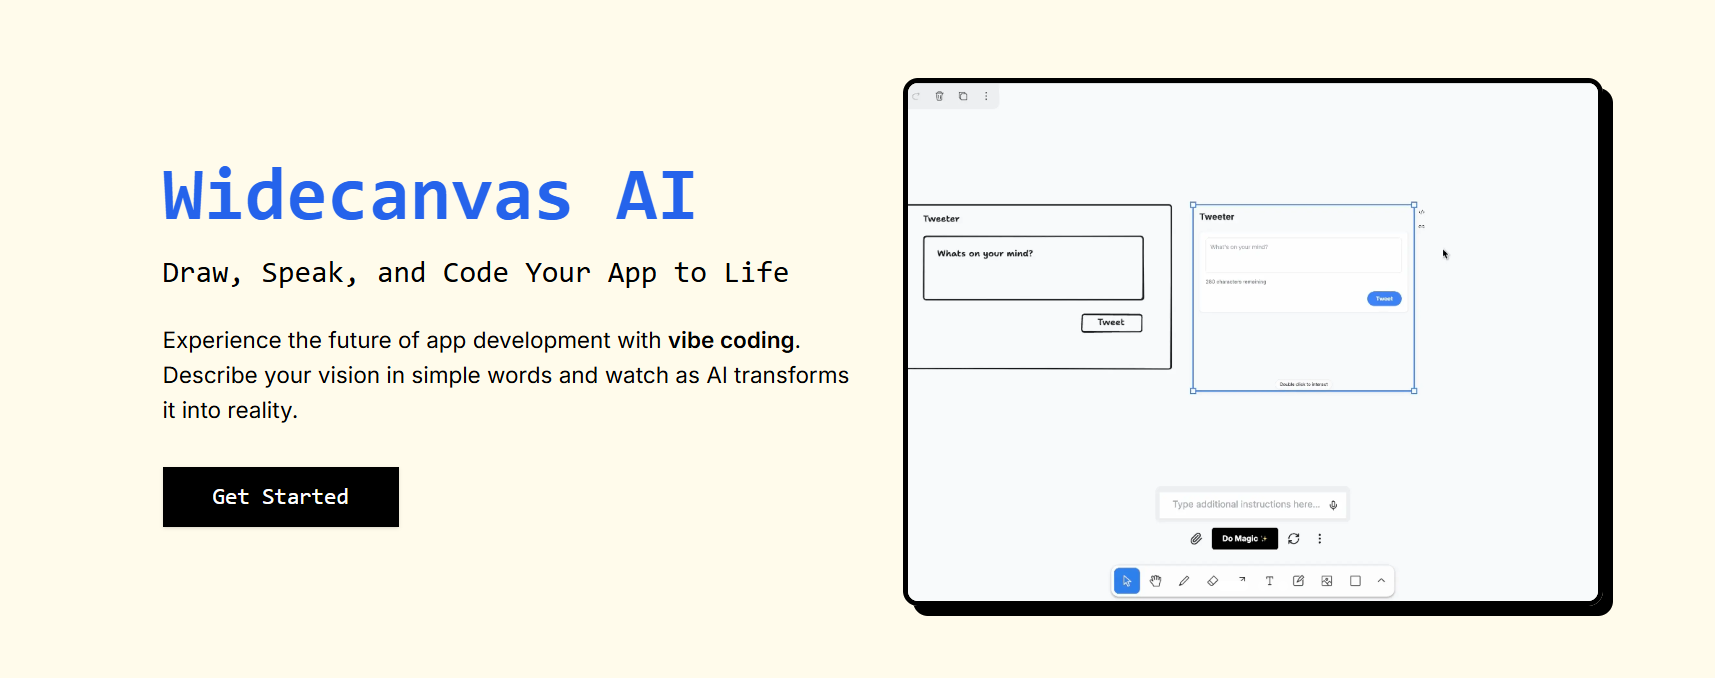 Widecanvas AI
Draw, Speak, and Code Your App to Life
Experience the future of app development with vibe coding.
Describe your vision in simple words and watch as AI transforms
it into reality.
Get Started
Tweeter
Whats on your mind?
Tweet
Tweeter
What's on your mind?
280 characters remaining
Tweet
Double click to interact
Type additional instructions here...
Do Magic ✨